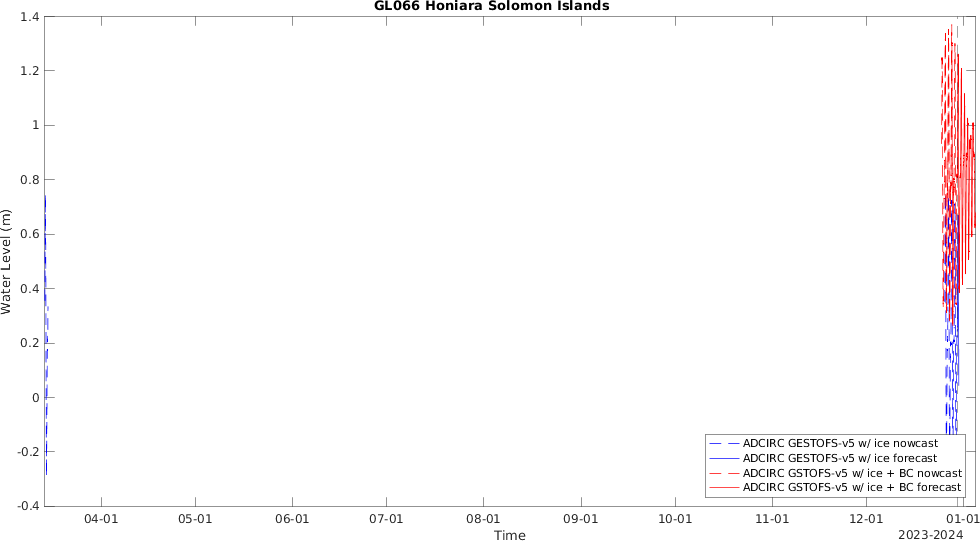 GL066 Honiara Solomon Islands
1.4
1.2
1
0.8
0.6
0.4
0.2
0
-0.2
-0.4
Water Level (m)
ADCIRC GESTOFS-v5 w/ ice nowcast
ADCIRC GESTOFS-v5 w/ ice forecast
ADCIRC GSTOFS-v5 w/ ice + BC nowcast
ADCIRC GSTOFS-v5 w/ ice + BC forecast
04-01 05-01 06-01 07-01 08-01 09-01 10-01 11-01 12-01 01-01
Time
2023-2024